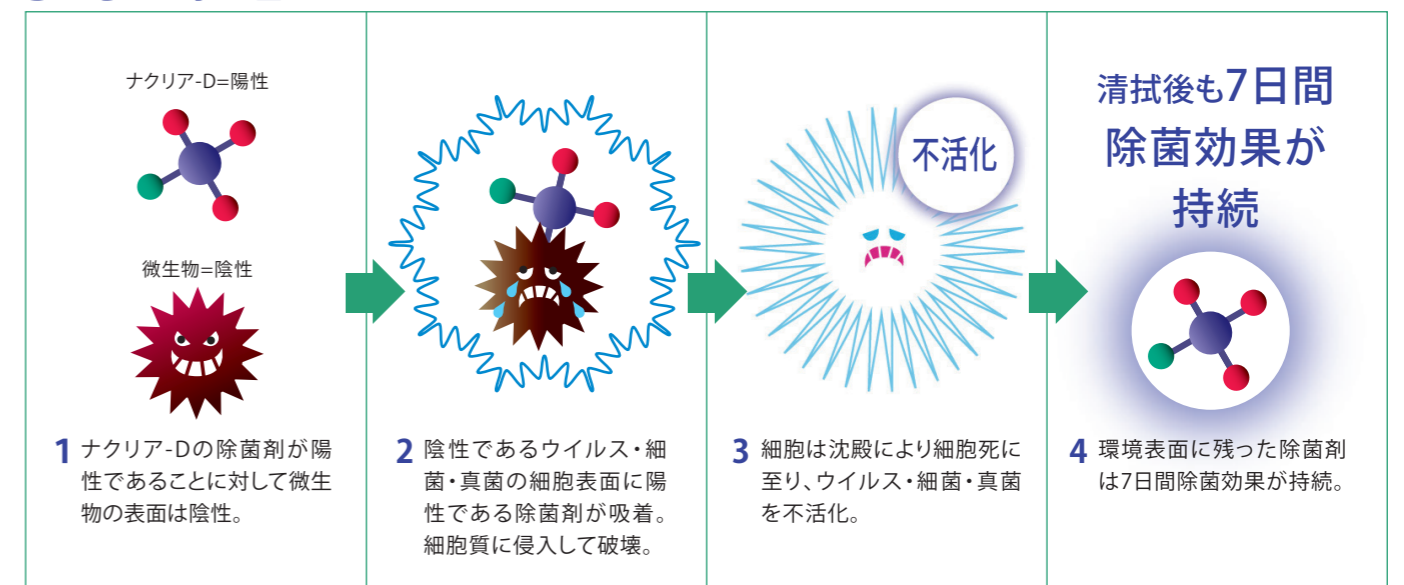 ナクリア-D=陽性
微生物=陰性
1 ナクリア-Dの除菌剤が陽
性であることに対して微生
物の表面は陰性。
2 陰性であるウイルス・細
菌・真菌の細胞表面に陽
性である除菌剤が吸着。
細胞質に侵入して破壊。
不活化
3 細胞は沈殿により細胞死に
至り、ウイルス・細菌・真菌
を不活化。
清拭後も7日間
除菌効果が
持続
4 環境表面に残った除菌剤
は7日間除菌効果が持続。